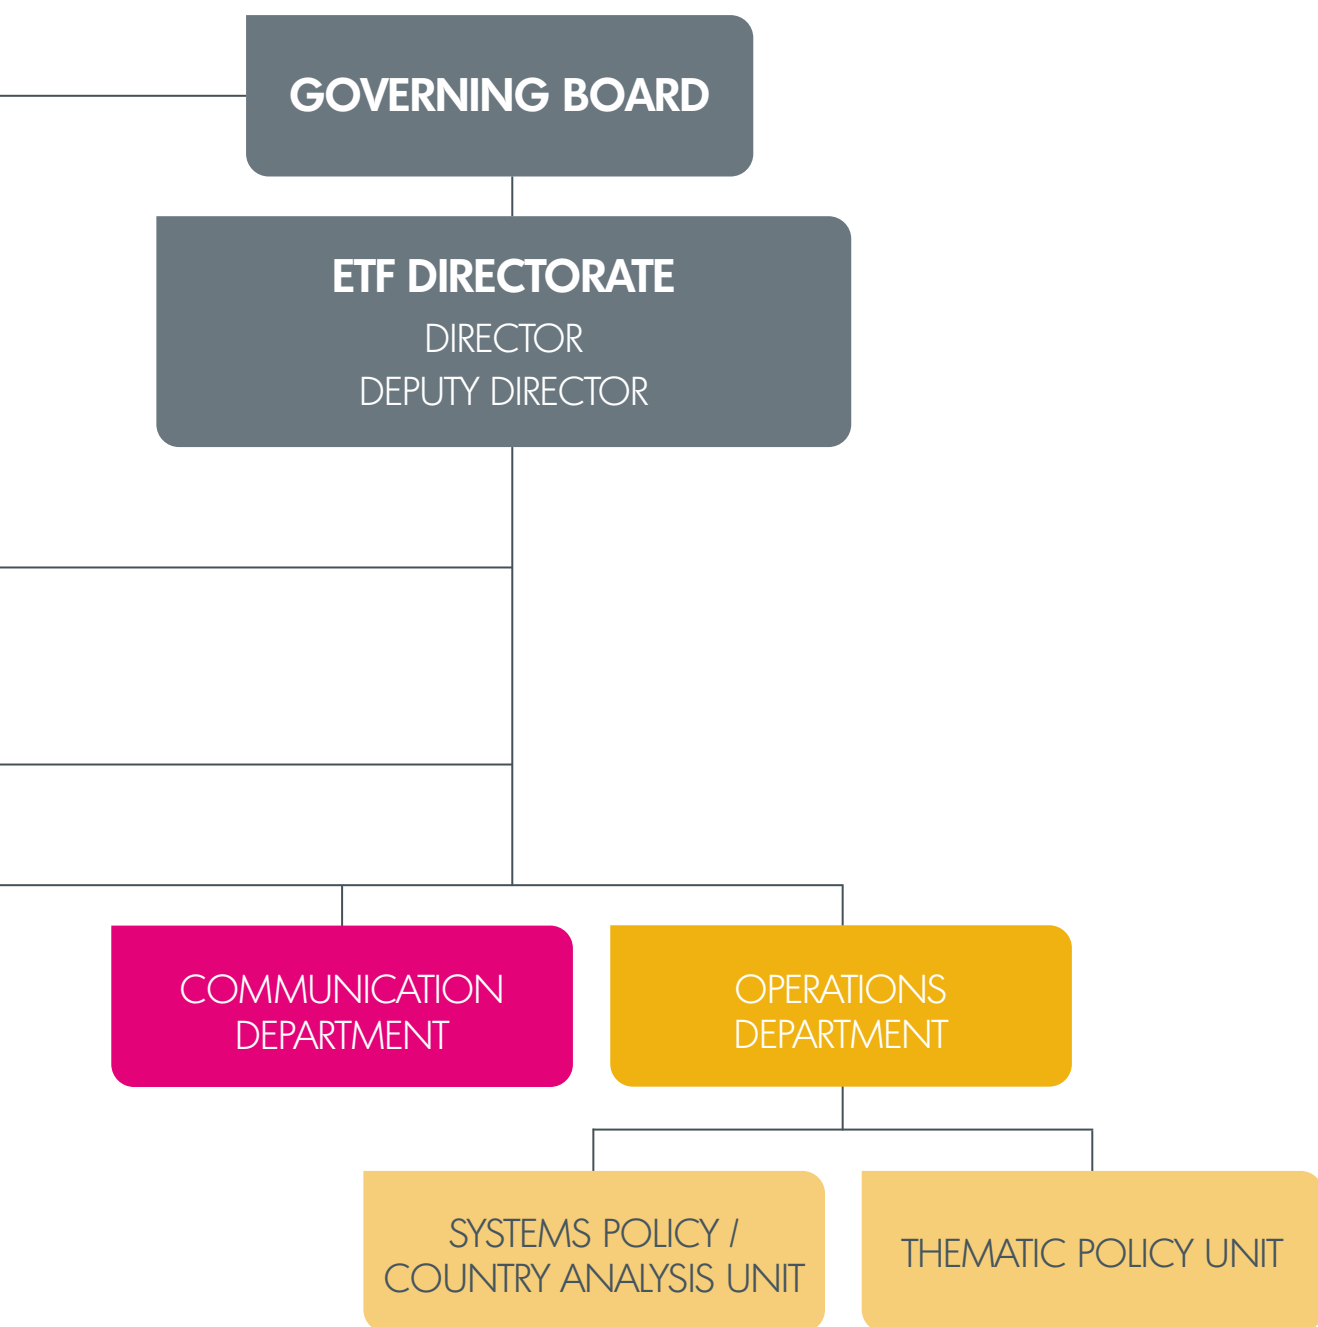 GOVERNING BOARD
ETF DIRECTORATE
DIRECTOR
DEPUTY DIRECTOR
COMMUNICATION
DEPARTMENT
OPERATIONS
DEPARTMENT
SYSTEMS POLICY /
COUNTRY ANALYSIS UNIT
THEMATIC POLICY UNIT